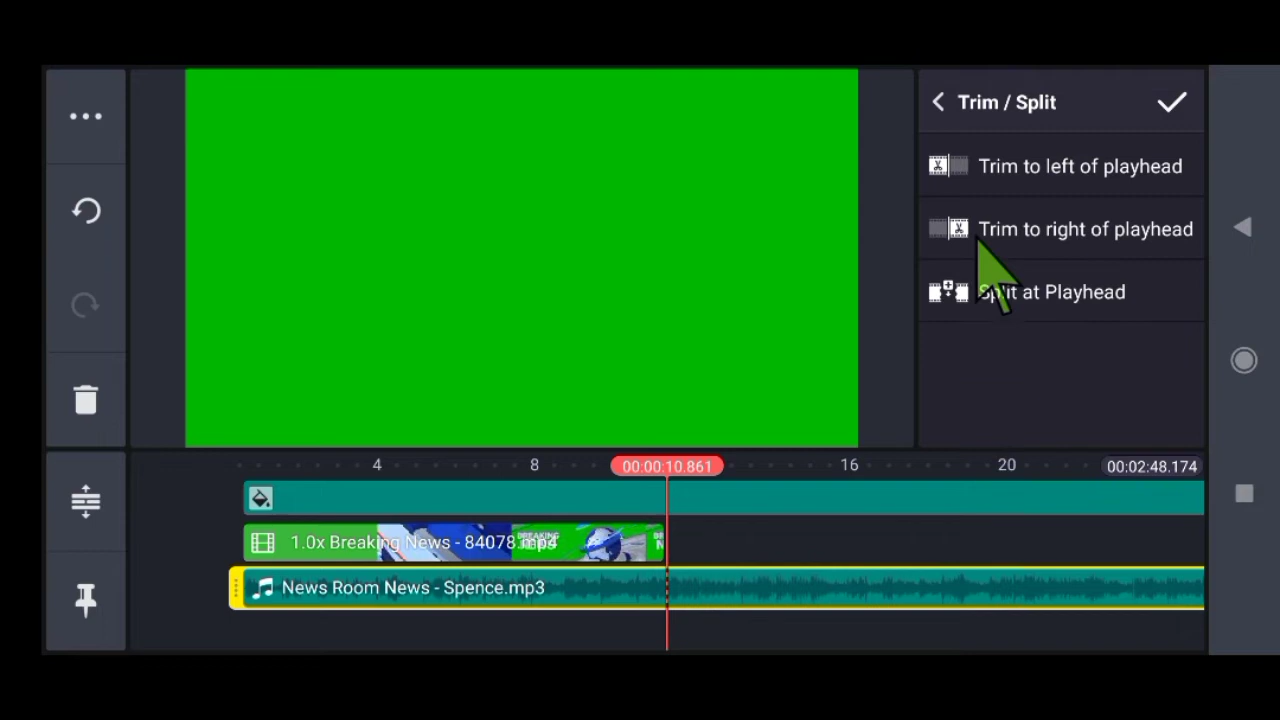 Trim / Split
Trim to left of playhead
Trim to right of playhead
Split at Playhead
4
8
00:00:10.861
16
20
00:02:48.174
1.0x Breaking News - 84078.mp4
BREAKING
News Room News - Spence.mp3